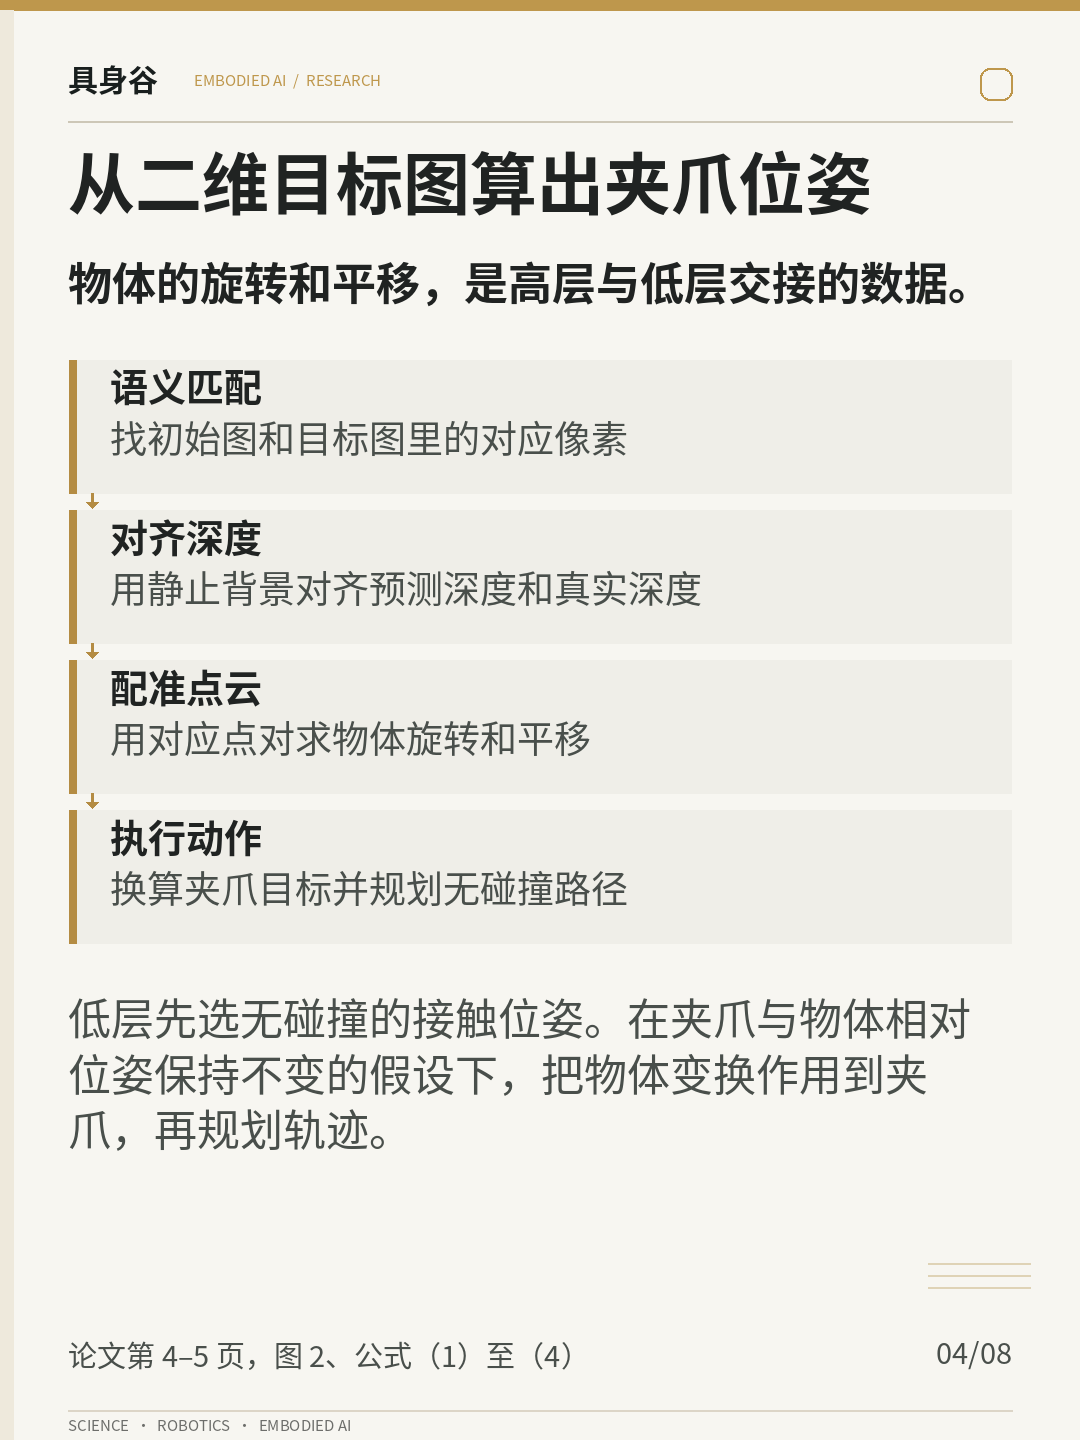 具身谷
EMBODIED AI / RESEARCH
从二维目标图算出夹爪位姿
物体的旋转和平移，是高层与低层交接的数据。
语义匹配
找初始图和目标图里的对应像素
对齐深度
用静止背景对齐预测深度和真实深度
配准点云
用对应点对求物体旋转和平移
执行动作
换算夹爪目标并规划无碰撞路径
低层先选无碰撞的接触位姿。在夹爪与物体相对
位姿保持不变的假设下，把物体变换作用到夹
爪，再规划轨迹。
论文第 4–5 页，图 2、公式（1）至（4）
04/08
SCIENCE · ROBOTICS · EMBODIED AI